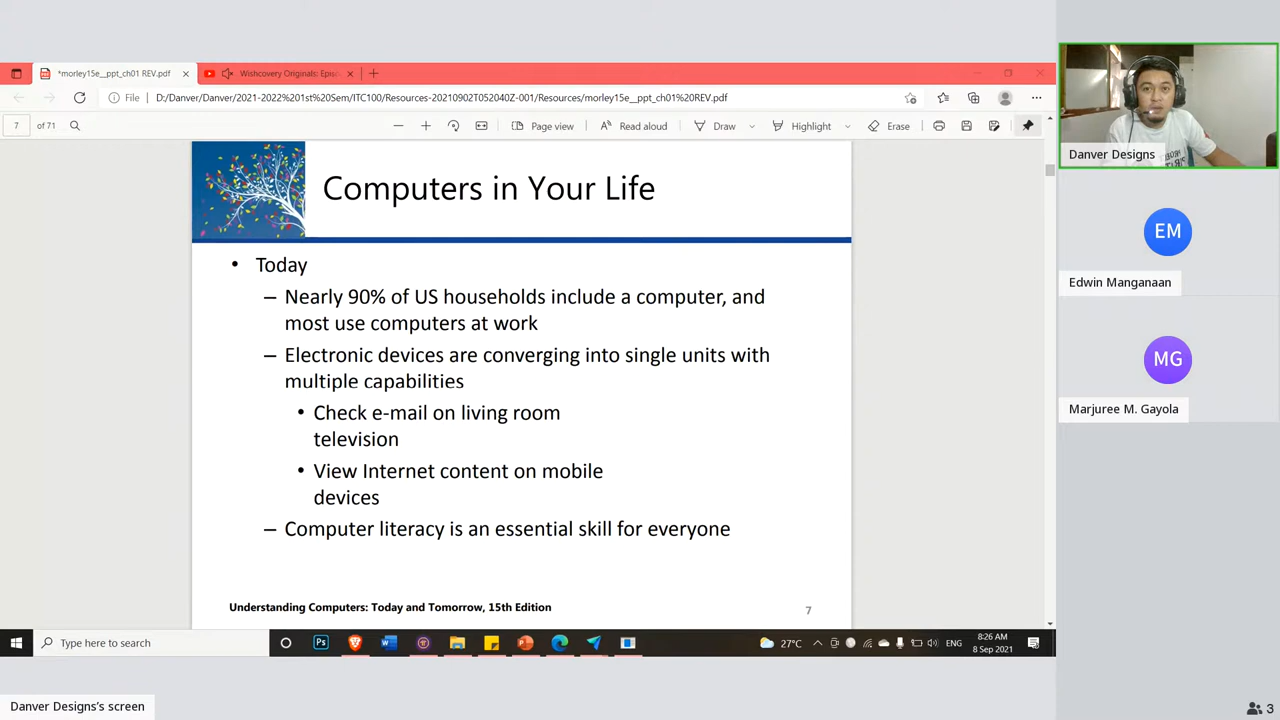 *morley15e__ppt_ch01 REV.pdf
Wishcovery Originals: Epis
File
D:/Danver/Danver/2021-2022%201st%20Sem/ITC100/Resources-20210902T052040Z-001/Resources/morley15e__ppt_ch01%20REV.pdf
7
of 71
Page view
Read aloud
Draw
Highlight
Erase
Computers in Your Life
• Today
– Nearly 90% of US households include a computer, and
most use computers at work
– Electronic devices are converging into single units with
multiple capabilities
• Check e-mail on living room
television
• View Internet content on mobile
devices
– Computer literacy is an essential skill for everyone
Understanding Computers: Today and Tomorrow, 15th Edition
7
Danver Designs
EM
Edwin Manganaan
MG
Marjuree M. Gayola
Type here to search
Ps
27°C
ENG
8:26 AM
8 Sep 2021
Danver Designs's screen
3